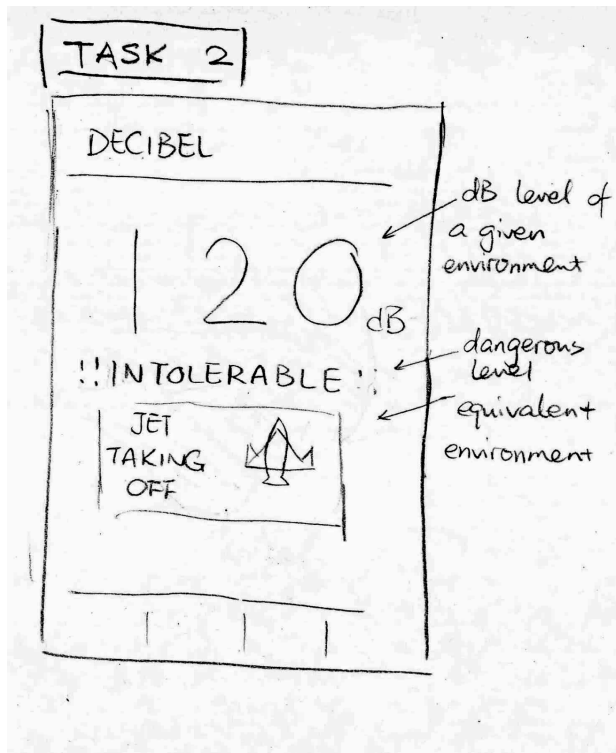 TASK 2
DECIBEL
120
dB
!!INTOLERABLE!!
JET
TAKING
OFF
dB level of
a given
environment
dangerous
level
equivalent
environment